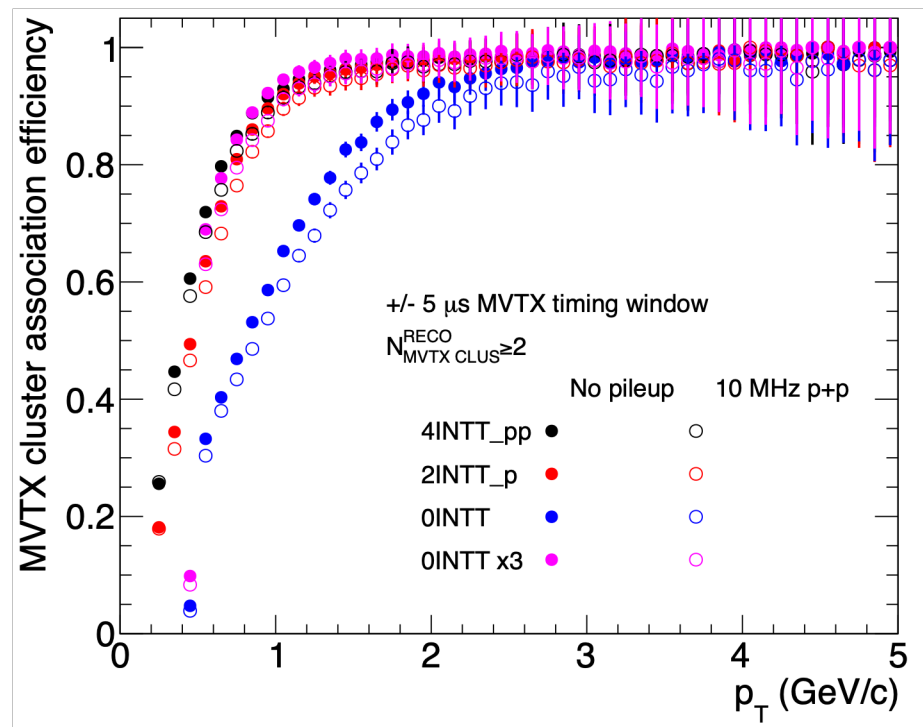 MVTX cluster association efficiency
1
0.8
0.6
0.4
0.2
0
+/- 5 μs MVTX timing window
N^RECO_MVTX CLUS≥2
No pileup 10 MHz p+p
4INTT_pp
2INTT_p
0INTT
0INTT x3
0 1 2 3 4 5
p_T (GeV/c)